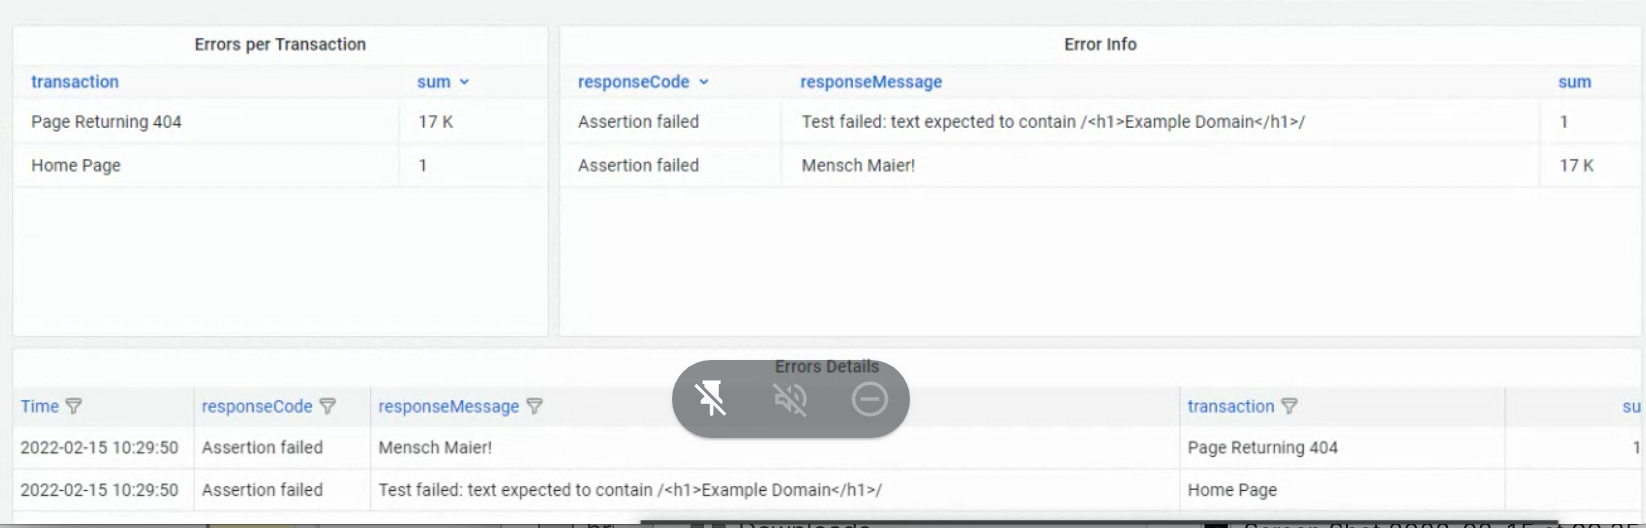 Errors per Transaction
transaction sum
Page Returning 404 17 K
Home Page 1
Error Info
responseCode responseMessage sum
Assertion failed Test failed: text expected to contain /<h1>Example Domain</h1>/ 1
Assertion failed Mensch Maier! 17 K
Errors Details
Time responseCode responseMessage transaction su
2022-02-15 10:29:50 Assertion failed Mensch Maier! Page Returning 404 1
2022-02-15 10:29:50 Assertion failed Test failed: text expected to contain /<h1>Example Domain</h1>/ Home Page